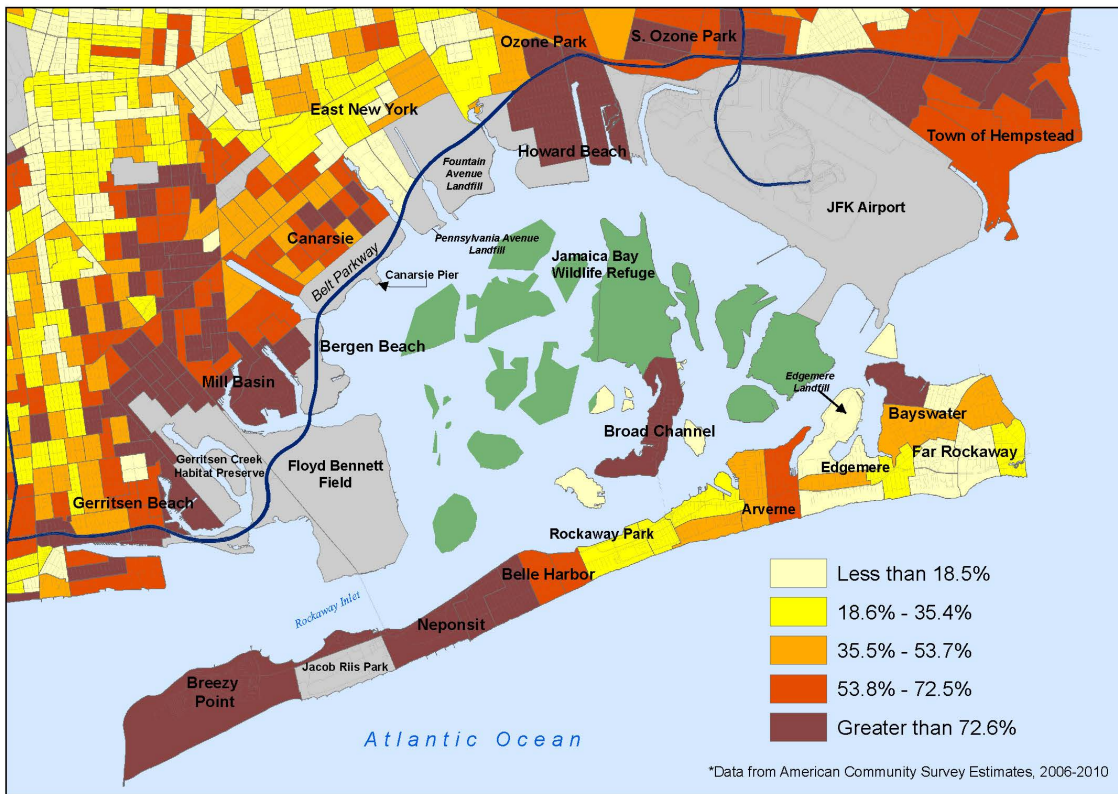 Ozone Park
S. Ozone Park
East New York
Town of Hempstead
Howard Beach
Fountain
Avenue
Landfill
JFK Airport
Canarsie
Pennsylvania Avenue
Landfill
Jamaica Bay
Wildlife Refuge
Belt Parkway
Canarsie Pier
Bergen Beach
Mill Basin
Edgemere
Landfill
Bayswater
Broad Channel
Gerritsen Creek
Habitat Preserve
Floyd Bennett
Field
Edgemere
Far Rockaway
Gerritsen Beach
Arverne
Rockaway Park
Belle Harbor
Rockaway Inlet
Neponsit
Jacob Riis Park
Breezy
Point
Atlantic Ocean
Less than 18.5%
18.6% - 35.4%
35.5% - 53.7%
53.8% - 72.5%
Greater than 72.6%
*Data from American Community Survey Estimates, 2006-2010